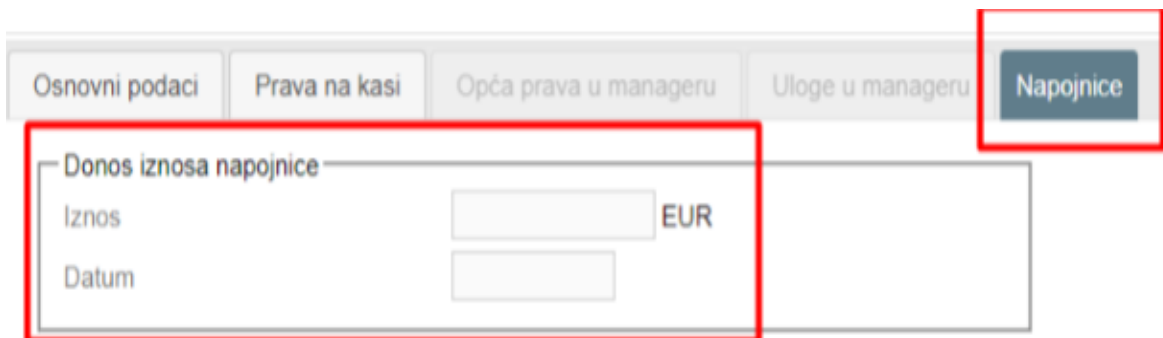 Osnovni podaci Prava na kasi Opća prava u manageru Uloge u manageru Napojnice
Donos iznosa napojnice
Iznos EUR
Datum